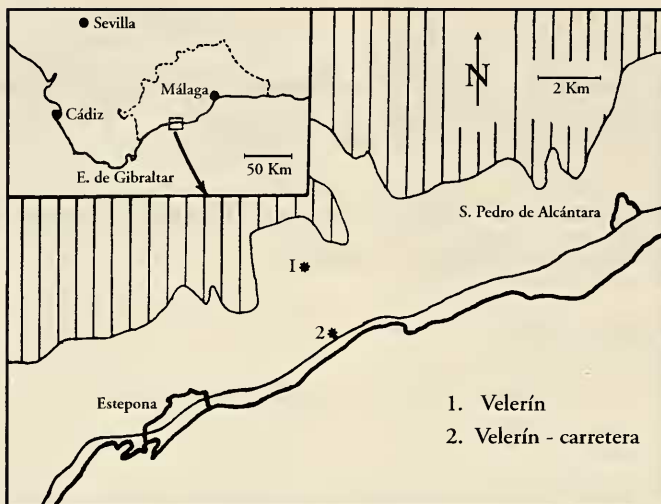 Sevilla
Málaga
Cádiz
E. de Gibraltar
50 Km
N
2 Km
S. Pedro de Alcántara
1
2
Estepona
1. Velerín
2. Velerín - carretera